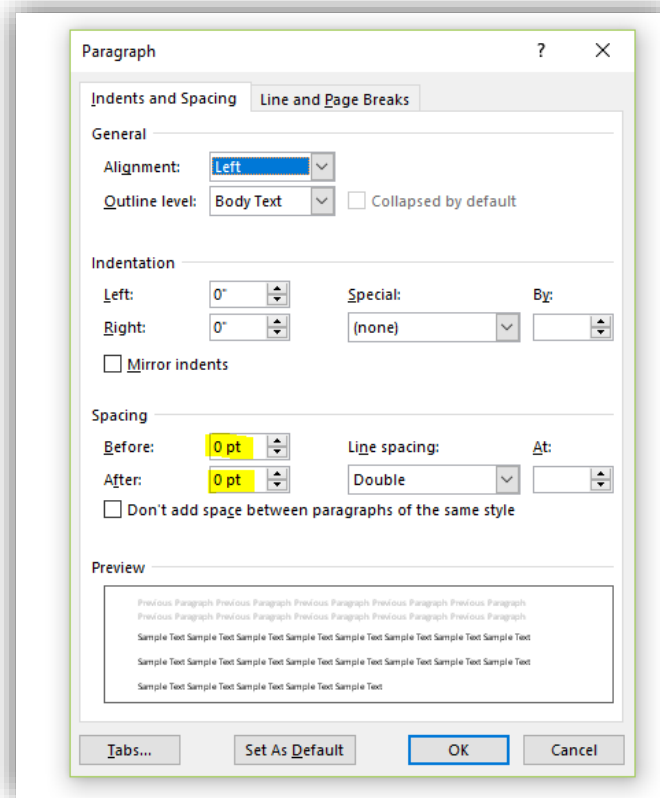 Paragraph ?
Indents and Spacing Line and Page Breaks
General
Alignment: Left
Outline level: Body Text Collapsed by default
Indentation
Left: 0" Special: By:
Right: 0" (none)
Mirror indents
Spacing
Before: 0 pt Line spacing: At:
After: 0 pt Double
Don't add space between paragraphs of the same style
Preview
Previous Paragraph Previous Paragraph Previous Paragraph Previous Paragraph Previous Paragraph
Previous Paragraph Previous Paragraph Previous Paragraph Previous Paragraph Previous Paragraph
Sample Text Sample Text Sample Text Sample Text Sample Text Sample Text Sample Text Sample Text
Sample Text Sample Text Sample Text Sample Text Sample Text Sample Text Sample Text Sample Text
Sample Text Sample Text Sample Text Sample Text Sample Text
Tabs... Set As Default OK Cancel